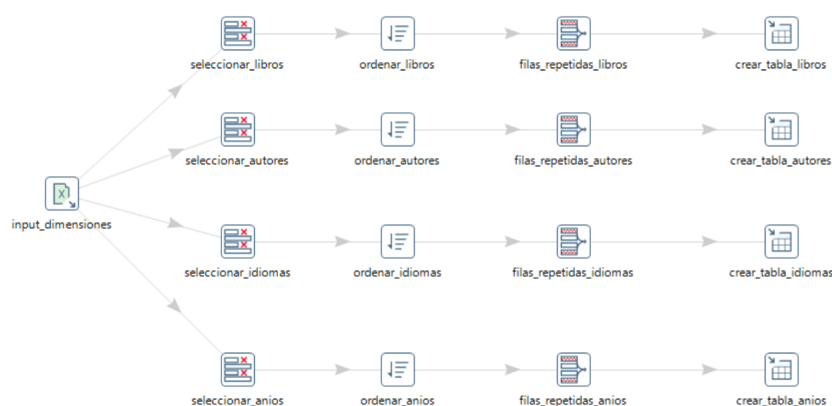 seleccionar_libros
ordenar_libros
filas_repetidas_libros
crear_tabla_libros
seleccionar_autores
ordenar_autores
filas_repetidas_autores
crear_tabla_autores
input_dimensiones
seleccionar_idiomas
ordenar_idiomas
filas_repetidas_idiomas
crear_tabla_idiomas
seleccionar_anios
ordenar_anios
filas_repetidas_anios
crear_tabla_anios